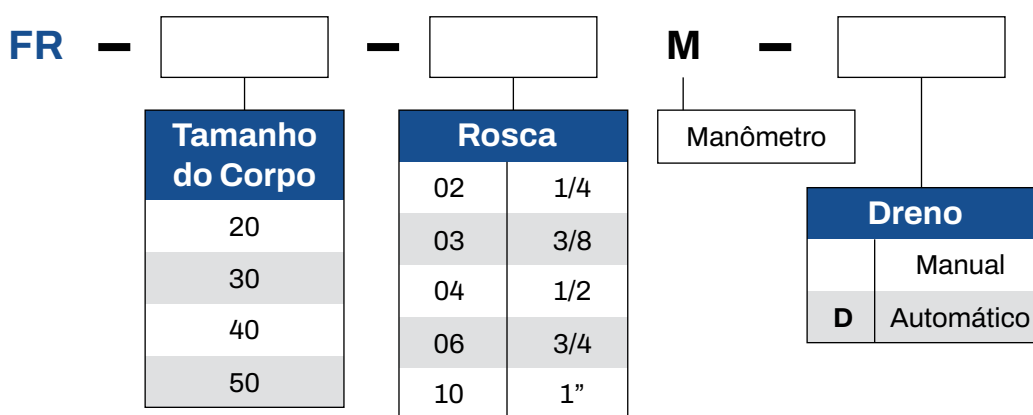 FR – – M –
Tamanho
do Corpo
20
30
40
50
Rosca
02 1/4
03 3/8
04 1/2
06 3/4
10 1”
Manômetro
Dreno
Manual
D Automático